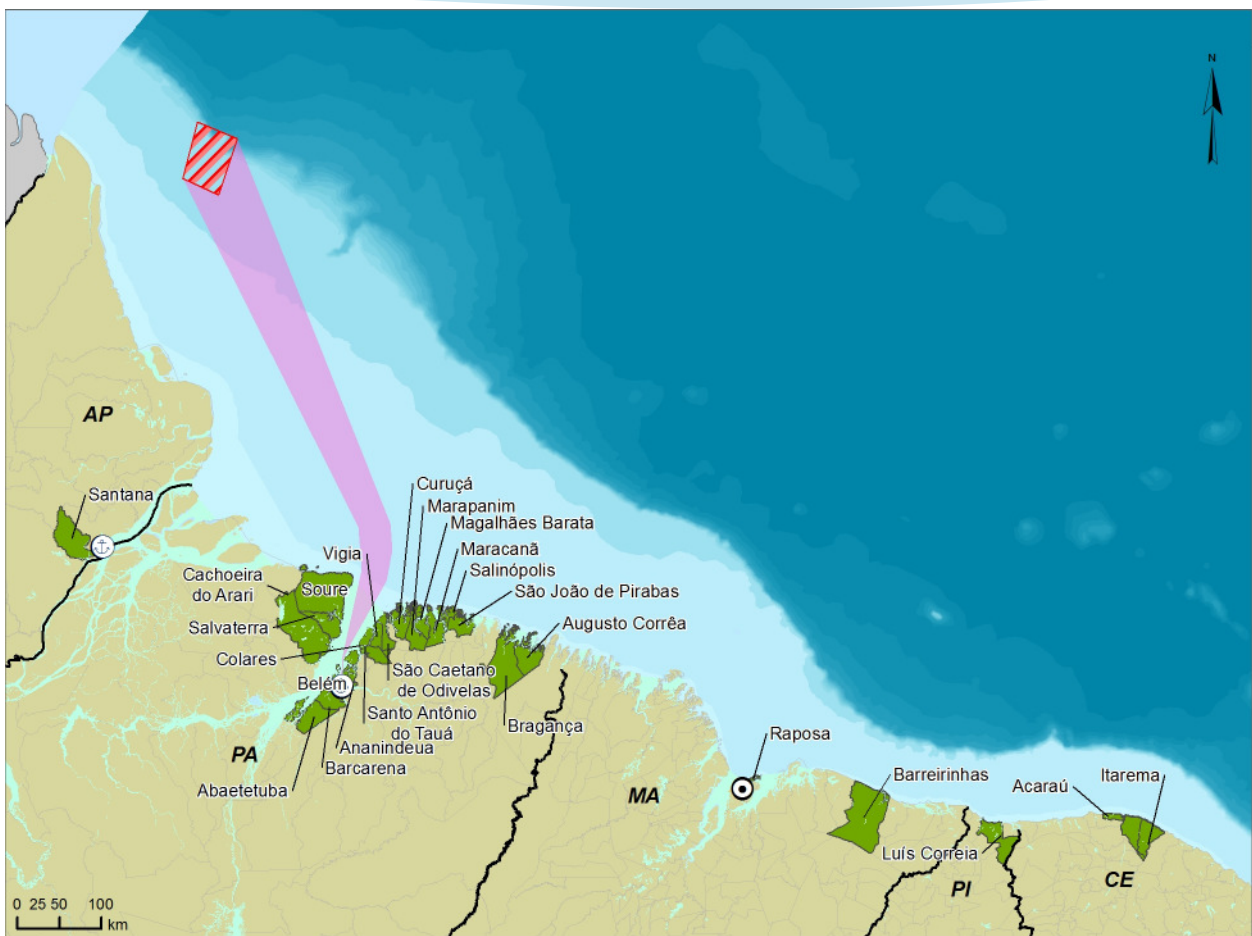 N
AP
Santana
Curuçá
Marapanim
Magalhães Barata
Vigia
Maracanã
Salinópolis
Cachoeira
do Arari
Soure
São João de Pirabas
Salvaterra
Augusto Corrêa
Colares
São Caetano
de Odivelas
Belém
Santo Antônio
do Tauá
Bragança
Ananindeua
Barcarena
PA
Abaetetuba
Raposa
MA
Barreirinhas
Acaraú
Itarema
Luís Correia
PI
CE
0 25 50 100
km